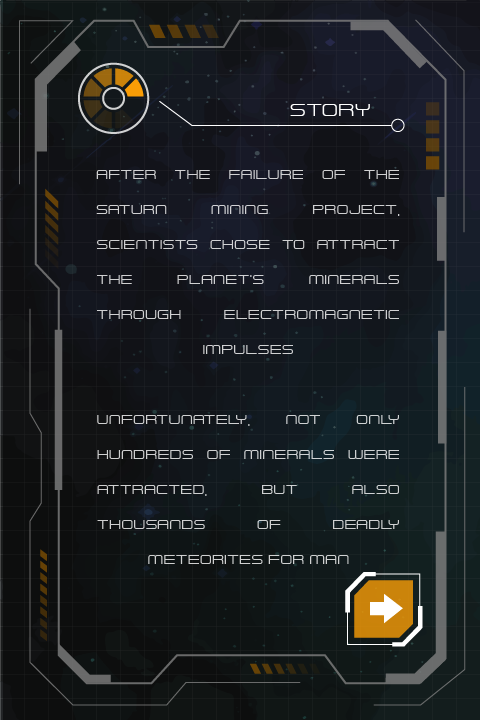 STORY
AFTER THE FAILURE OF THE
SATURN MINING PROJECT,
SCIENTISTS CHOSE TO ATTRACT
THE PLANET'S MINERALS
THROUGH ELECTROMAGNETIC
IMPULSES
UNFORTUNATELY, NOT ONLY
HUNDREDS OF MINERALS WERE
ATTRACTED, BUT ALSO
THOUSANDS OF DEADLY
METEORITES FOR MAN